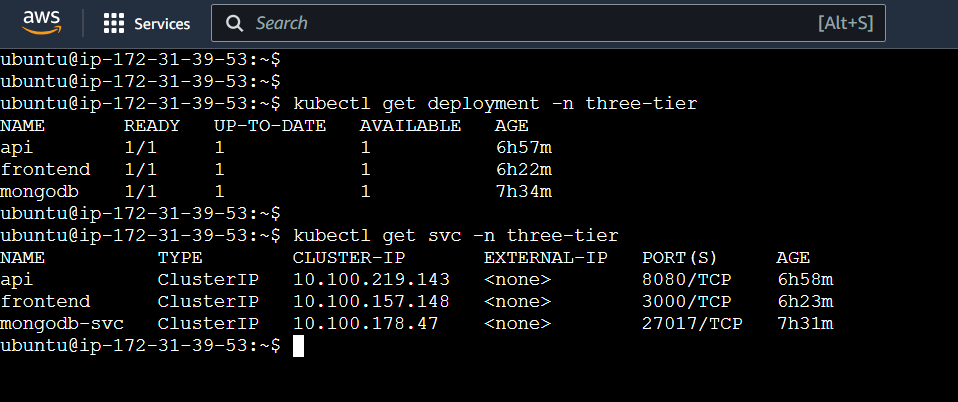 aws Services Search [Alt+S]
ubuntu@ip-172-31-39-53:~$
ubuntu@ip-172-31-39-53:~$
ubuntu@ip-172-31-39-53:~$ kubectl get deployment -n three-tier
NAME READY UP-TO-DATE AVAILABLE AGE
api 1/1 1 1 6h57m
frontend 1/1 1 1 6h22m
mongodb 1/1 1 1 7h34m
ubuntu@ip-172-31-39-53:~$
ubuntu@ip-172-31-39-53:~$ kubectl get svc -n three-tier
NAME TYPE CLUSTER-IP EXTERNAL-IP PORT(S) AGE
api ClusterIP 10.100.219.143 <none> 8080/TCP 6h58m
frontend ClusterIP 10.100.157.148 <none> 3000/TCP 6h23m
mongodb-svc ClusterIP 10.100.178.47 <none> 27017/TCP 7h31m
ubuntu@ip-172-31-39-53:~$